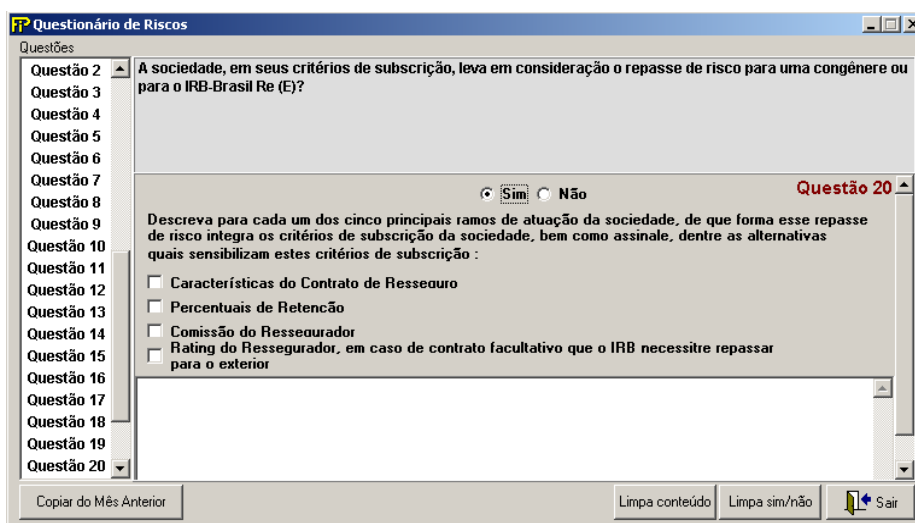 FiP Questionário de Riscos
Questões
Questão 2
Questão 3
Questão 4
Questão 5
Questão 6
Questão 7
Questão 8
Questão 9
Questão 10
Questão 11
Questão 12
Questão 13
Questão 14
Questão 15
Questão 16
Questão 17
Questão 18
Questão 19
Questão 20
A sociedade, em seus critérios de subscrição, leva em consideração o repasse de risco para uma congênere ou
para o IRB-Brasil Re (E)?
Questão 20
Sim Não
Descreva para cada um dos cinco principais ramos de atuação da sociedade, de que forma esse repasse
de risco integra os critérios de subscrição da sociedade, bem como assinale, dentre as alternativas
quais sensibilizam estes critérios de subscrição :
Características do Contrato de Resseguro
Percentuais de Retenção
Comissão do Ressegurador
Rating do Ressegurador, em caso de contrato facultativo que o IRB necessitre repassar
para o exterior
Copiar do Mês Anterior
Limpa conteúdo
Limpa sim/não
Sair